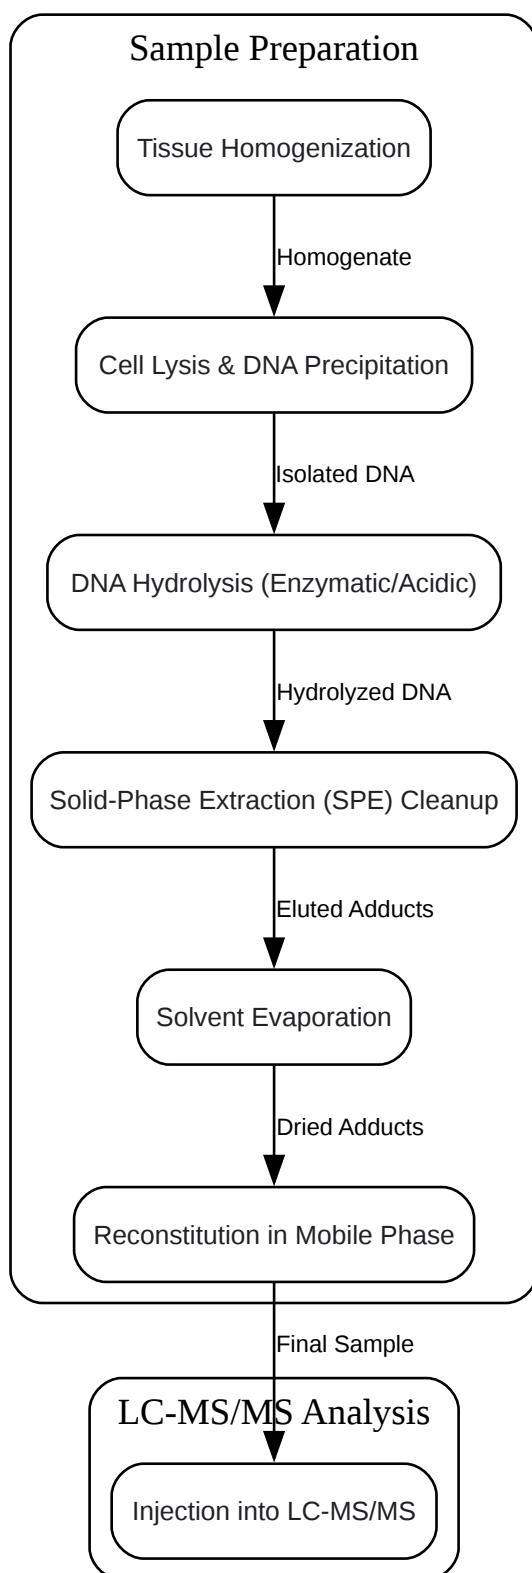 Sample Preparation
Tissue Homogenization
Homogenate
Cell Lysis & DNA Precipitation
Isolated DNA
DNA Hydrolysis (Enzymatic/Acidic)
Hydrolyzed DNA
Solid-Phase Extraction (SPE) Cleanup
Eluted Adducts
Solvent Evaporation
Dried Adducts
Reconstitution in Mobile Phase
Final Sample
LC-MS/MS Analysis
Injection into LC-MS/MS